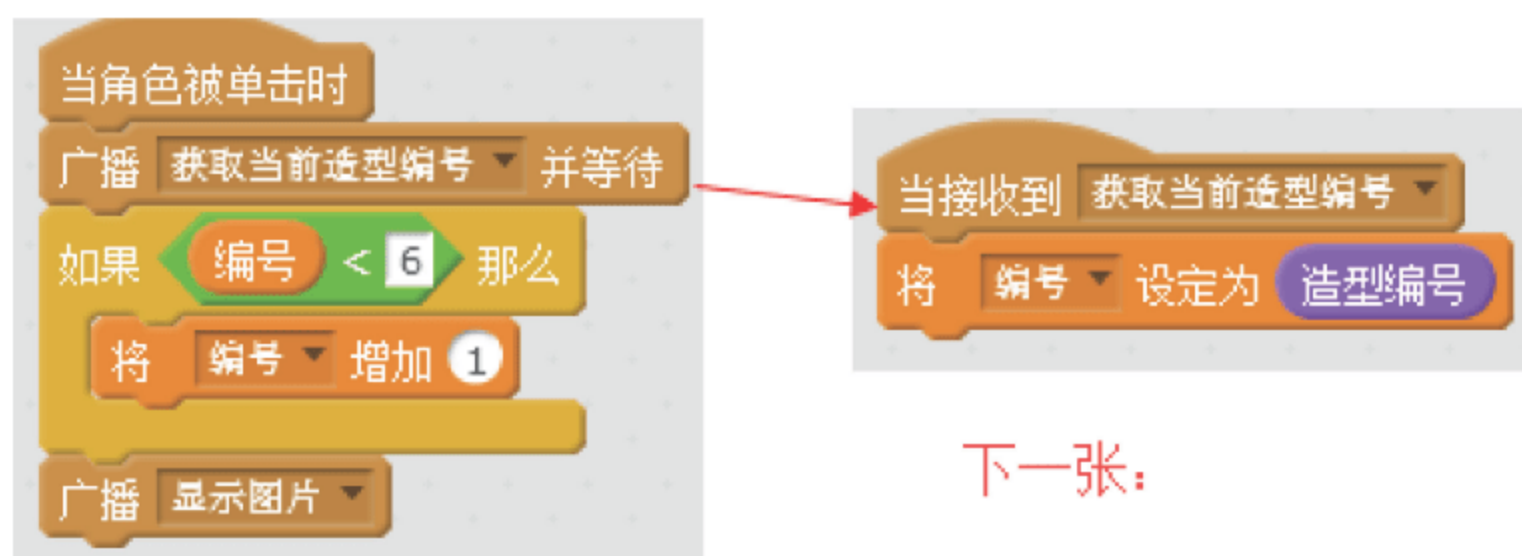 当角色被单击时
广播 获取当前造型编号 并等待
如果 编号 < 6 那么
将 编号 增加 1
广播 显示图片
当接收到 获取当前造型编号
将 编号 设定为 造型编号
下一张：